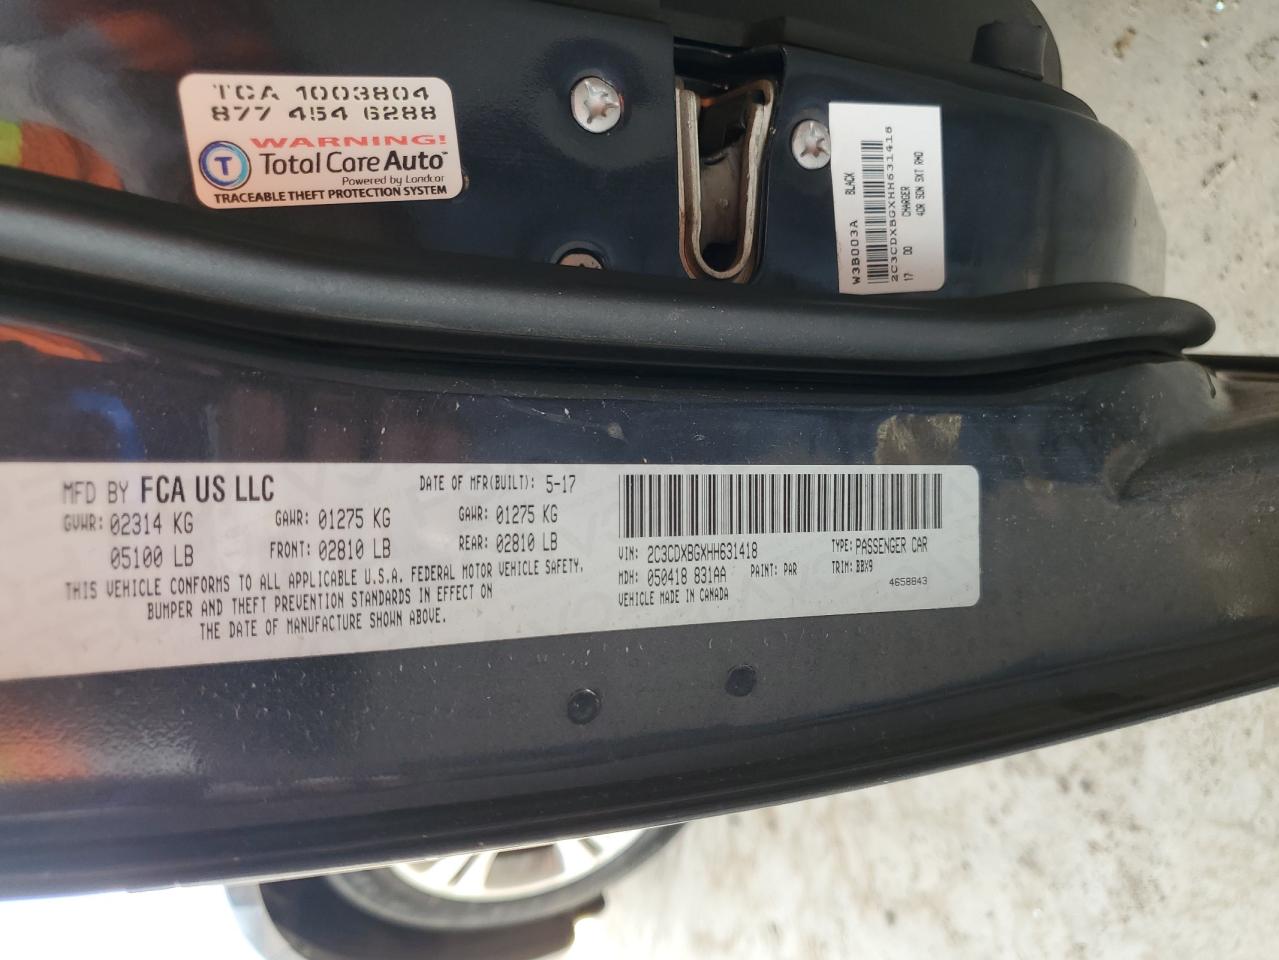 TCA 1003804
877 454 6288
WARNING!
T Total Care Auto™
Powered by Landcar
TRACEABLE THEFT PROTECTION SYSTEM
W3B003A BLACK
2C3CDXBGXHH631418
17 DO CHARGER
4DR SDN SXT RWD
MFD BY FCA US LLC DATE OF MFR(BUILT): 5-17
GVWR: 02314 KG GAWR: 01275 KG GAWR: 01275 KG
05100 LB FRONT: 02810 LB REAR: 02810 LB
THIS VEHICLE CONFORMS TO ALL APPLICABLE U.S.A. FEDERAL MOTOR VEHICLE SAFETY,
BUMPER AND THEFT PREVENTION STANDARDS IN EFFECT ON
THE DATE OF MANUFACTURE SHOWN ABOVE.
VIN: 2C3CDXBGXHH631418 TYPE: PASSENGER CAR
MDH: 050418 831AA PAINT: PAR TRIM: BBX9
VEHICLE MADE IN CANADA 4658843